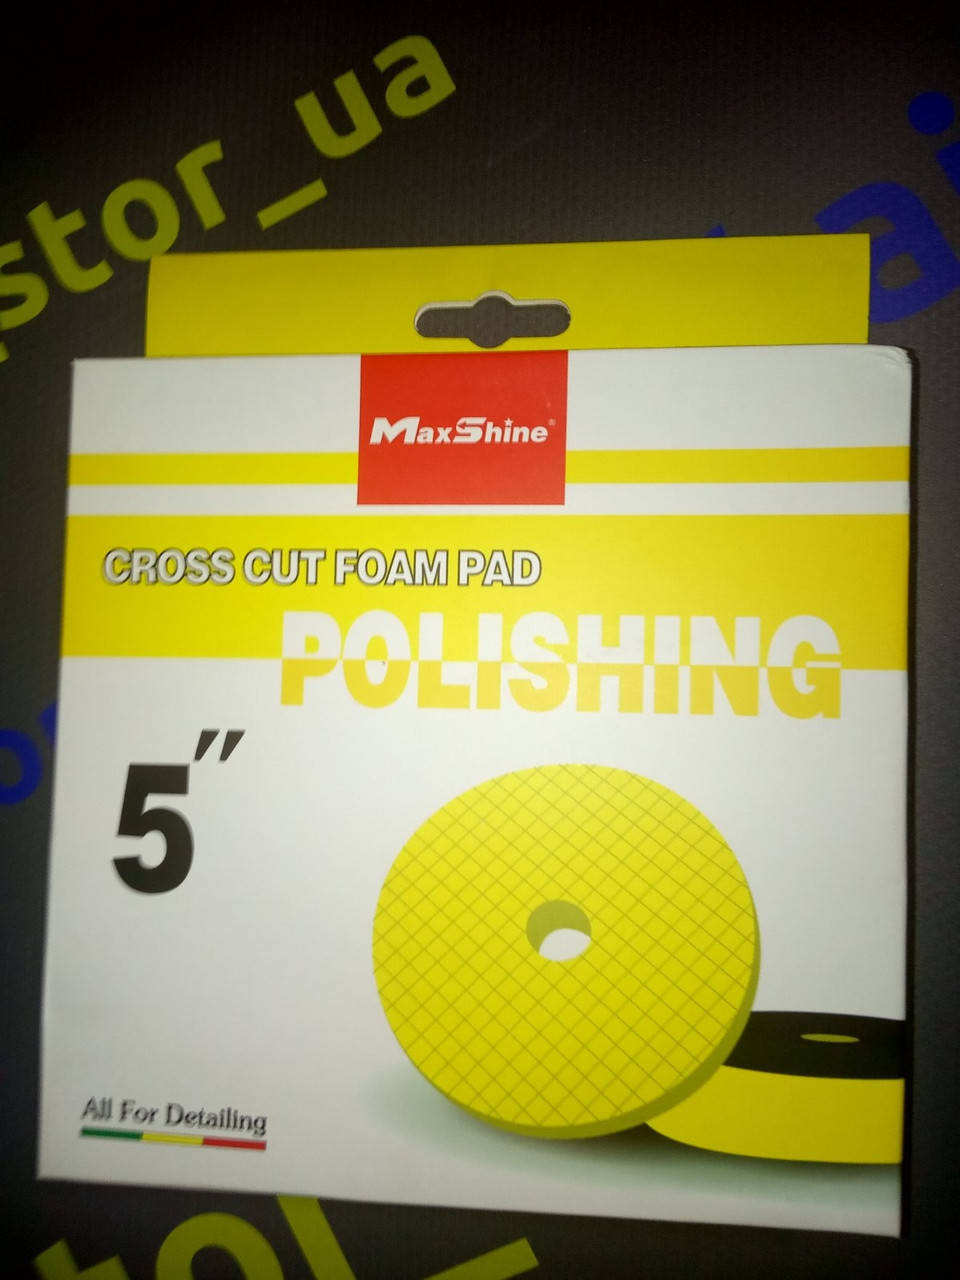 stor_ua
MaxShine®
CROSS CUT FOAM PAD
POLISHING
5"
All For Detailing